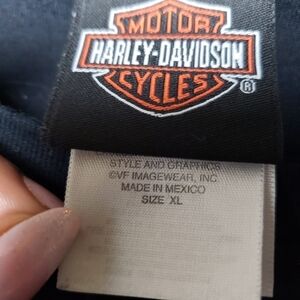 MOTOR
HARLEY-DAVIDSON
CYCLES
®
STYLE AND GRAPHICS
©VF IMAGEWEAR, INC
MADE IN MEXICO
SIZE XL